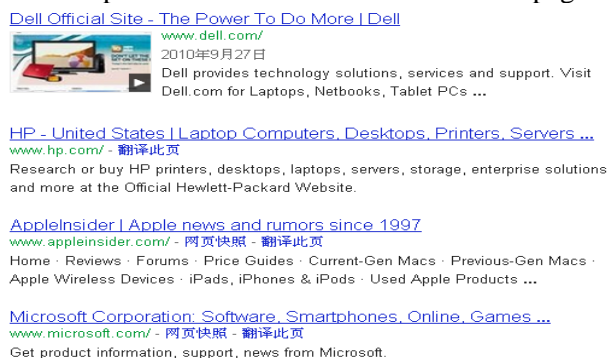 Dell Official Site - The Power To Do More | Dell
www.dell.com/
2010年9月27日
Dell provides technology solutions, services and support. Visit
Dell.com for Laptops, Netbooks, Tablet PCs ...
HP - United States | Laptop Computers, Desktops, Printers, Servers ...
www.hp.com/ - 翻译此页
Research or buy HP printers, desktops, laptops, servers, storage, enterprise solutions
and more at the Official Hewlett-Packard Website.
AppleInsider | Apple news and rumors since 1997
www.appleinsider.com/ - 网页快照 - 翻译此页
Home · Reviews · Forums · Price Guides · Current-Gen Macs · Previous-Gen Macs ·
Apple Wireless Devices · iPads, iPhones & iPods · Used Apple Products ...
Microsoft Corporation: Software, Smartphones, Online, Games ...
www.microsoft.com/ - 网页快照 - 翻译此页
Get product information, support, news from Microsoft.